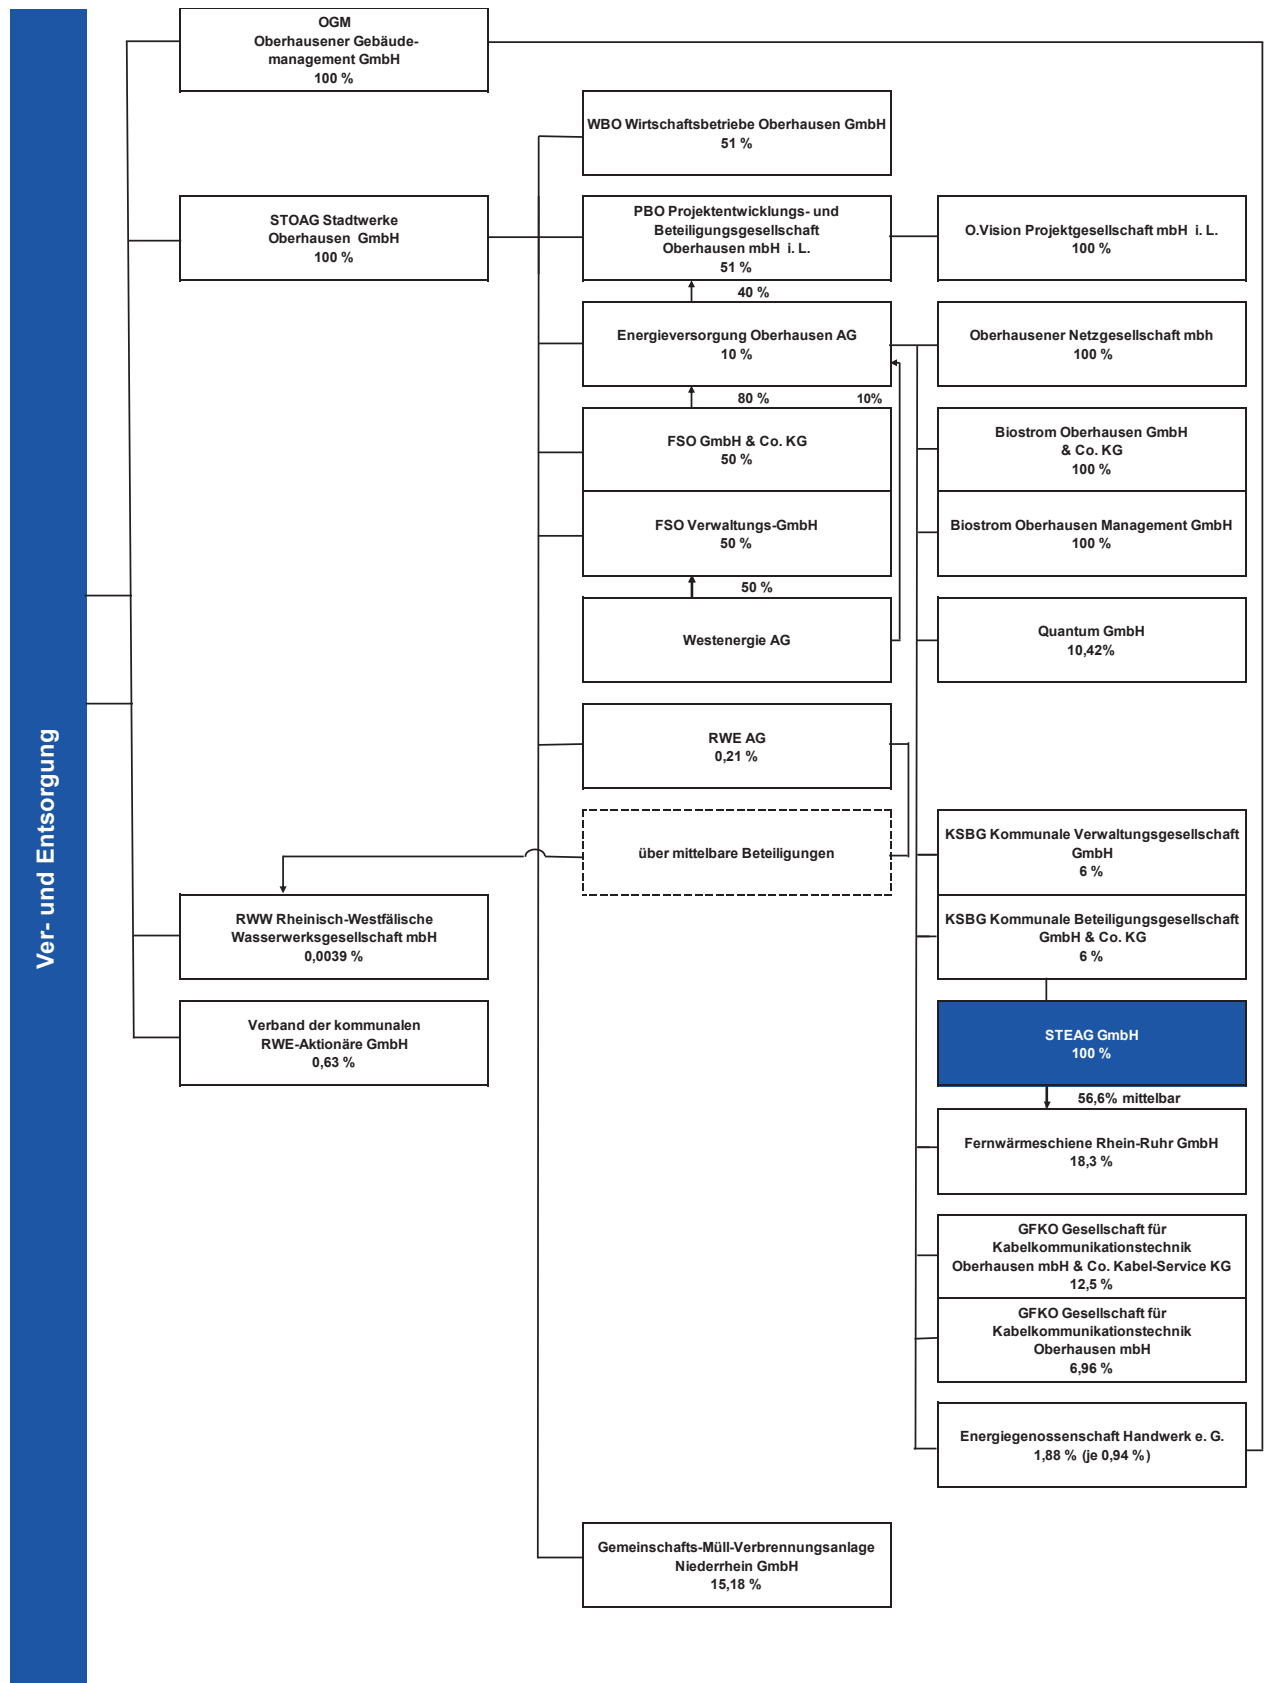 Ver- und Entsorgung
OGM
Oberhausener Gebäude-
management GmbH
100 %
STOAG Stadtwerke
Oberhausen GmbH
100 %
RWW Rheinisch-Westfälische
Wasserwerksgesellschaft mbH
0,0039 %
Verband der kommunalen
RWE-Aktionäre GmbH
0,63 %
WBO Wirtschaftsbetriebe Oberhausen GmbH
51 %
PBO Projektentwicklungs- und
Beteiligungsgesellschaft
Oberhausen mbH i. L.
51 %
40 %
Energieversorgung Oberhausen AG
10 %
80 %
10%
FSO GmbH & Co. KG
50 %
FSO Verwaltungs-GmbH
50 %
50 %
Westenergie AG
RWE AG
0,21 %
über mittelbare Beteiligungen
Gemeinschafts-Müll-Verbrennungsanlage
Niederrhein GmbH
15,18 %
O.Vision Projektgesellschaft mbH i. L.
100 %
Oberhausener Netzgesellschaft mbh
100 %
Biostrom Oberhausen GmbH
& Co. KG
100 %
Biostrom Oberhausen Management GmbH
100 %
Quantum GmbH
10,42%
KSBG Kommunale Verwaltungsgesellschaft
GmbH
6 %
KSBG Kommunale Beteiligungsgesellschaft
GmbH & Co. KG
6 %
STEAG GmbH
100 %
56,6% mittelbar
Fernwärmeschiene Rhein-Ruhr GmbH
18,3 %
GFKO Gesellschaft für
Kabelkommunikationstechnik
Oberhausen mbH & Co. Kabel-Service KG
12,5 %
GFKO Gesellschaft für
Kabelkommunikationstechnik
Oberhausen mbH
6,96 %
Energiegenossenschaft Handwerk e. G.
1,88 % (je 0,94 %)